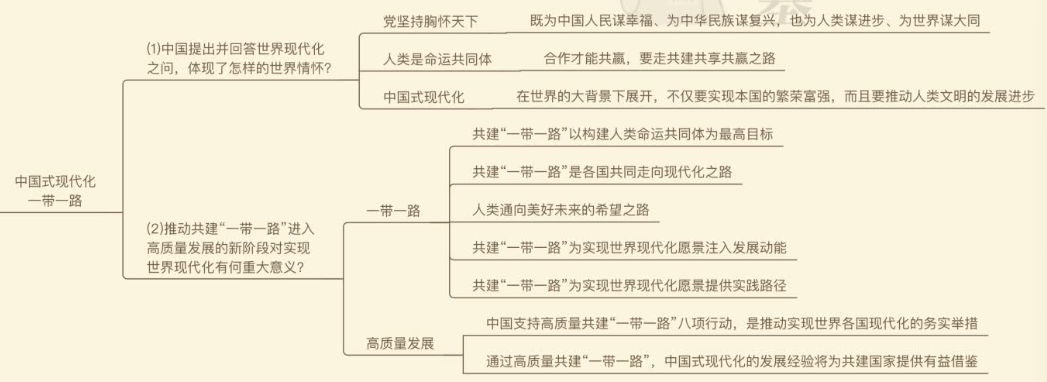 中国式现代化
一带一路
(1)中国提出并回答世界现代化
之问，体现了怎样的世界情怀？
党坚持胸怀天下
既为中国人民谋幸福、为中华民族谋复兴，也为人类谋进步、为世界谋大同
人类是命运共同体
合作才能共赢，要走共建共享共赢之路
中国式现代化
在世界的大背景下展开，不仅要实现本国的繁荣富强，而且要推动人类文明的发展进步
(2)推动共建“一带一路”进入
高质量发展的新阶段对实现
世界现代化有何重大意义？
一带一路
共建“一带一路”以构建人类命运共同体为最高目标
共建“一带一路”是各国共同走向现代化之路
人类通向美好未来的希望之路
共建“一带一路”为实现世界现代化愿景注入发展动能
共建“一带一路”为实现世界现代化愿景提供实践路径
高质量发展
中国支持高质量共建“一带一路”八项行动，是推动实现世界各国现代化的务实举措
通过高质量共建“一带一路”，中国式现代化的发展经验将为共建国家提供有益借鉴